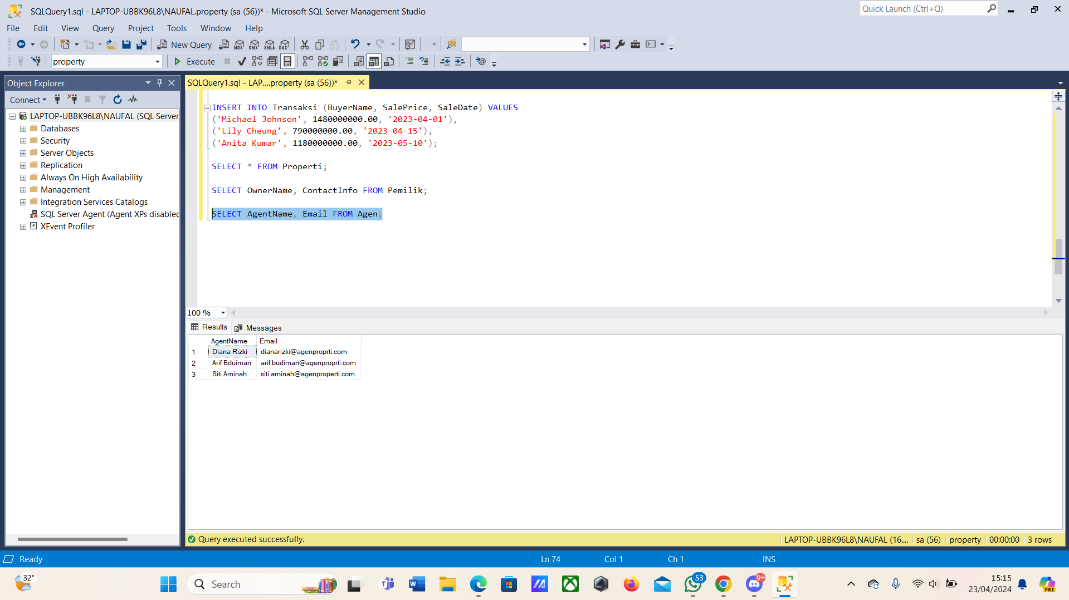 SQLQuery1.sql - LAPTOP-UBBK96L8\NAUFAL.property (sa (56))* - Microsoft SQL Server Management Studio
Quick Launch (Ctrl+Q)
File Edit View Query Project Tools Window Help
New Query
property
Execute
Object Explorer
SQLQuery1.sql - LAP....property (sa (56))*
Connect
LAPTOP-UBBK96L8\NAUFAL (SQL Server
Databases
Security
Server Objects
Replication
Always On High Availability
Management
Integration Services Catalogs
SQL Server Agent (Agent XPs disabled
XEvent Profiler
INSERT INTO Transaksi (BuyerName, SalePrice, SaleDate) VALUES
('Michael Johnson', 1480000000.00, '2023-04-01'),
('Lily Cheung', 790000000.00, '2023-04-15'),
('Anita Kumar', 1180000000.00, '2023-05-10');
SELECT * FROM Properti;
SELECT OwnerName, ContactInfo FROM Pemilik;
SELECT AgentName, Email FROM Agen;
100 %
Results Messages
AgentName Email
1 Diana Rizki dianarizki@agenproprti.com
2 Arif Bduiman arif.budiman@agenproperti.com
3 Siti Aminah siti.aminah@agenproperti.com
Query executed successfully.
LAPTOP-UBBK96L8\NAUFAL (16.... sa (56) property 00:00:00 3 rows
Ready
Ln 74 Col 1 Ch 1 INS
32°
Search
53
9+
15:15
23/04/2024
PRE